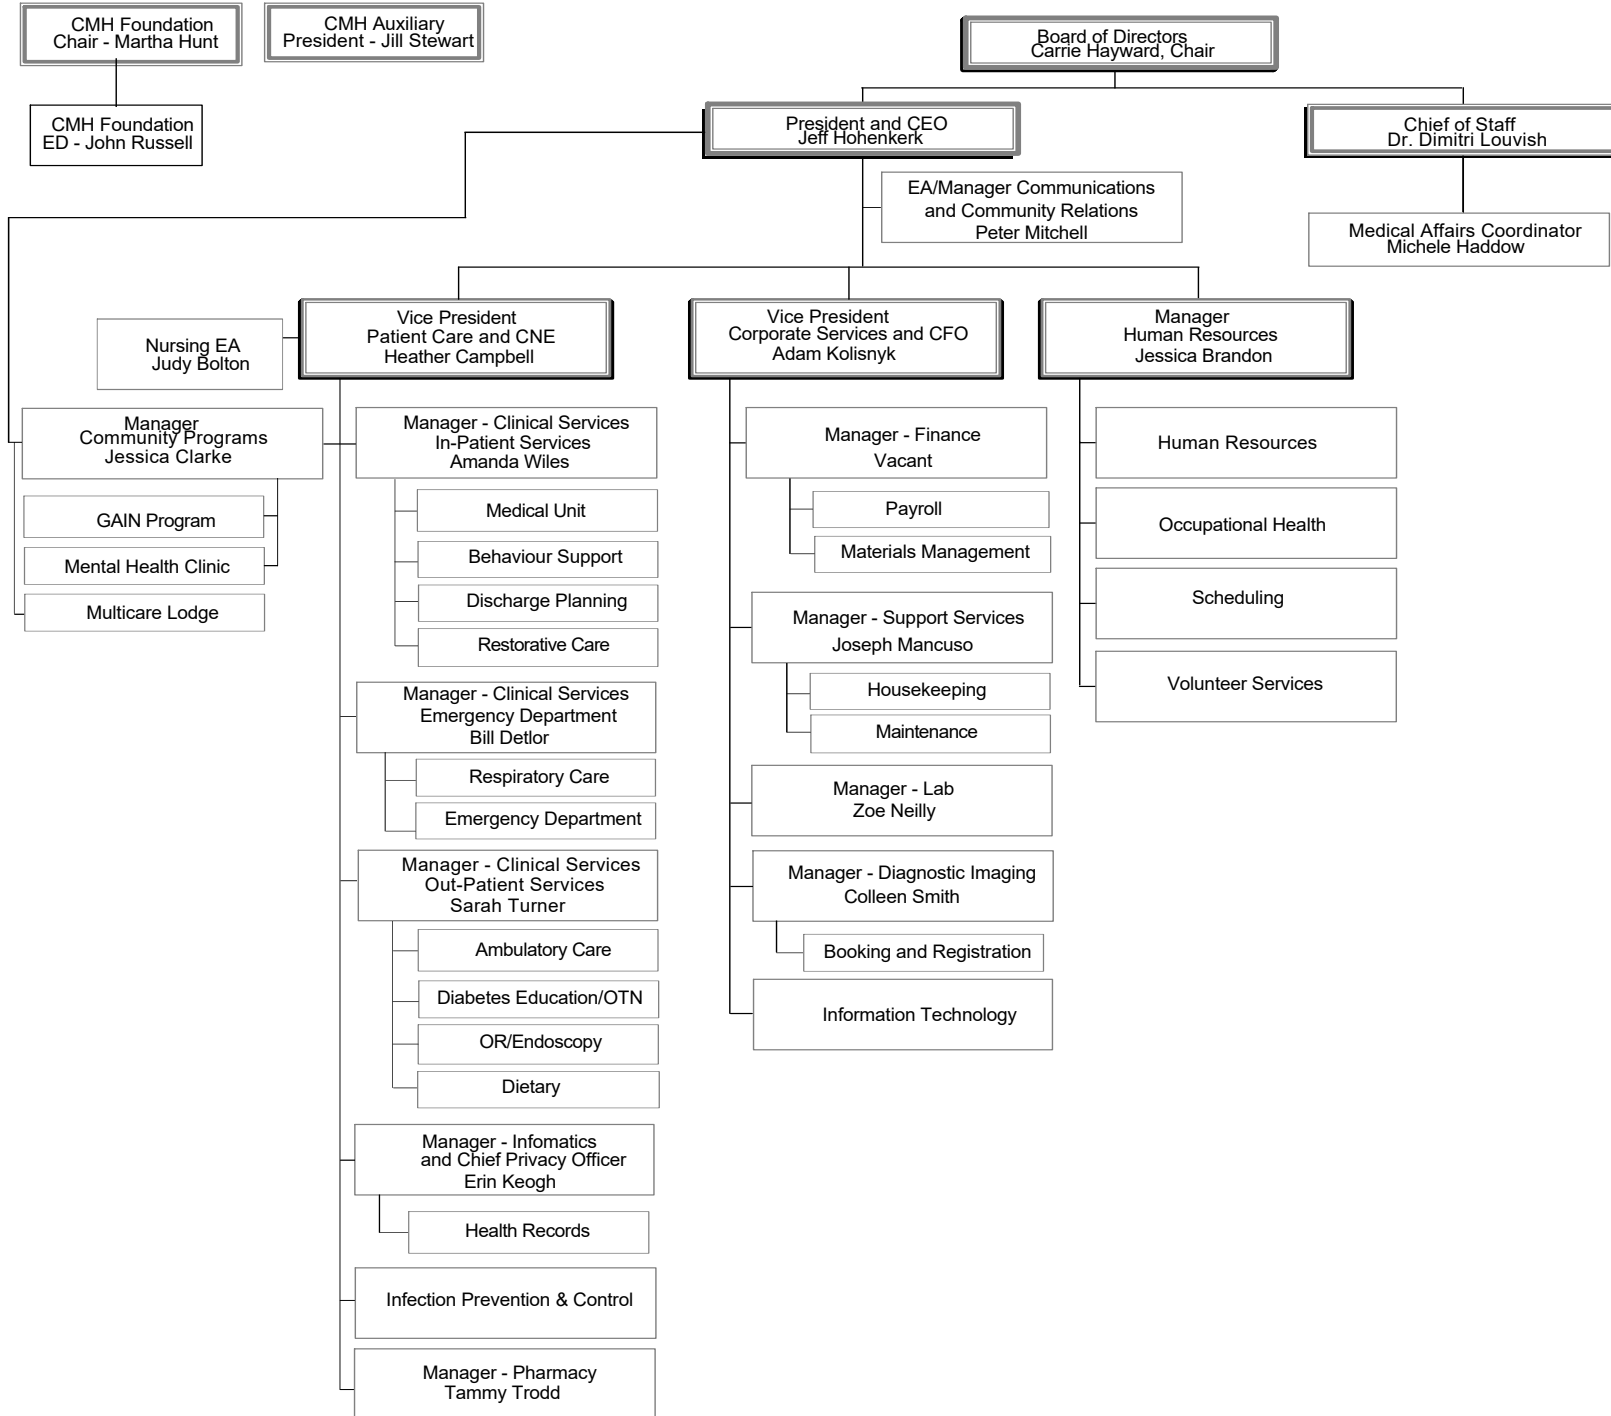 CMH Foundation
Chair - Martha Hunt
CMH Auxiliary
President - Jill Stewart
Board of Directors
Carrie Hayward, Chair
CMH Foundation
ED - John Russell
President and CEO
Jeff Hohenkerk
Chief of Staff
Dr. Dimitri Louvish
EA/Manager Communications
and Community Relations
Peter Mitchell
Medical Affairs Coordinator
Michele Haddow
Nursing EA
Judy Bolton
Vice President
Patient Care and CNE
Heather Campbell
Vice President
Corporate Services and CFO
Adam Kolisnyk
Manager
Human Resources
Jessica Brandon
Manager
Community Programs
Jessica Clarke
GAIN Program
Mental Health Clinic
Multicare Lodge
Manager - Clinical Services
In-Patient Services
Amanda Wiles
Medical Unit
Behaviour Support
Discharge Planning
Restorative Care
Manager - Clinical Services
Emergency Department
Bill Detlor
Respiratory Care
Emergency Department
Manager - Clinical Services
Out-Patient Services
Sarah Turner
Ambulatory Care
Diabetes Education/OTN
OR/Endoscopy
Dietary
Manager - Infomatics
and Chief Privacy Officer
Erin Keogh
Health Records
Infection Prevention & Control
Manager - Pharmacy
Tammy Trodd
Manager - Finance
Vacant
Payroll
Materials Management
Manager - Support Services
Joseph Mancuso
Housekeeping
Maintenance
Manager - Lab
Zoe Neilly
Manager - Diagnostic Imaging
Colleen Smith
Booking and Registration
Information Technology
Human Resources
Occupational Health
Scheduling
Volunteer Services